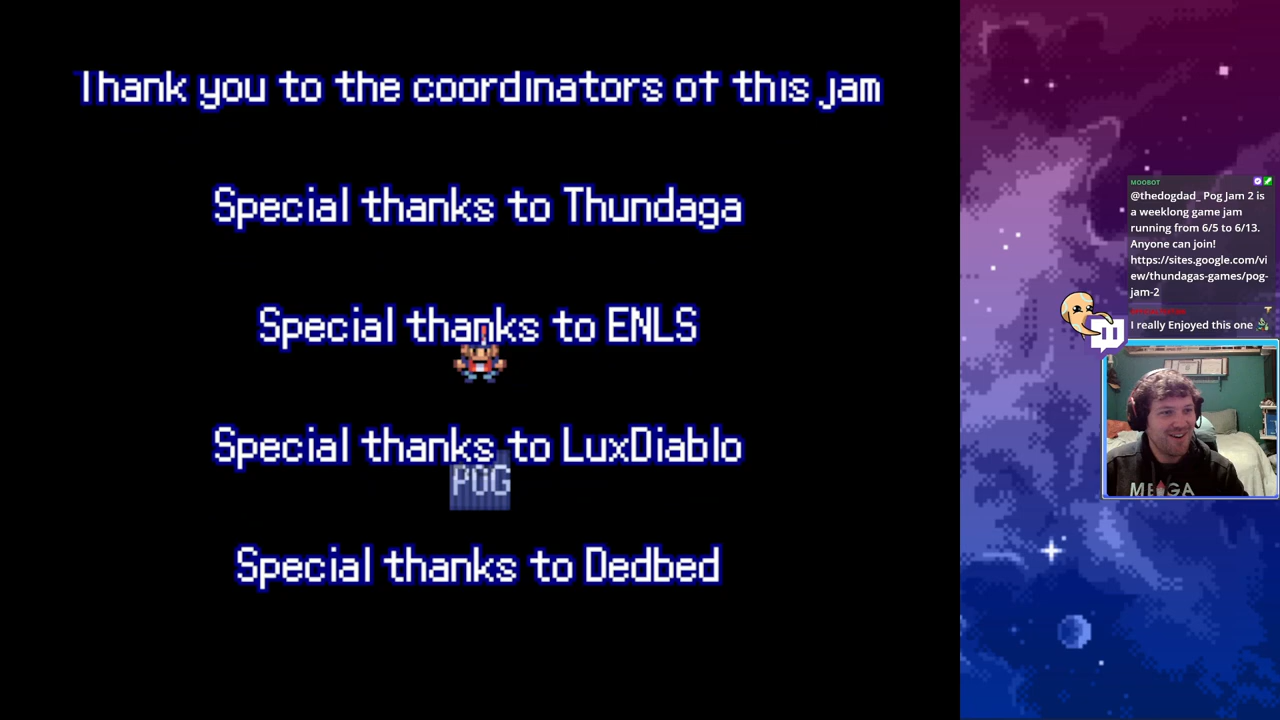 Thank you to the coordinators of this jam
Special thanks to Thundaga
Special thanks to ENLS
Special thanks to LuxDiablo
POG
Special thanks to Dedbed
MOOBOT
@thedogdad_ Pog Jam 2 is
a weeklong game jam
running from 6/5 to 6/13.
Anyone can join!
https://sites.google.com/vi
ew/thundagas-games/pog-
jam-2
I really Enjoyed this one